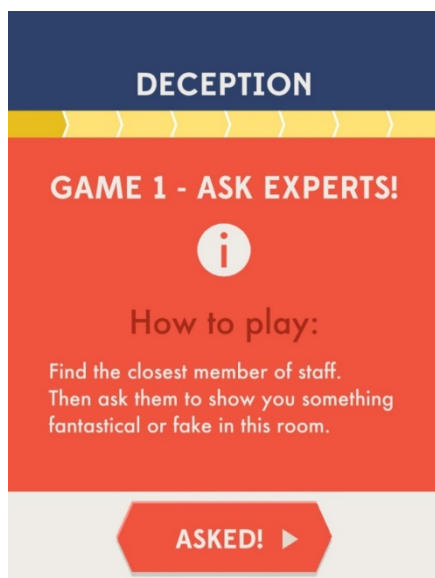 DECEPTION
GAME 1 - ASK EXPERTS!
i
How to play:
Find the closest member of staff.
Then ask them to show you something
fantastical or fake in this room.
ASKED!